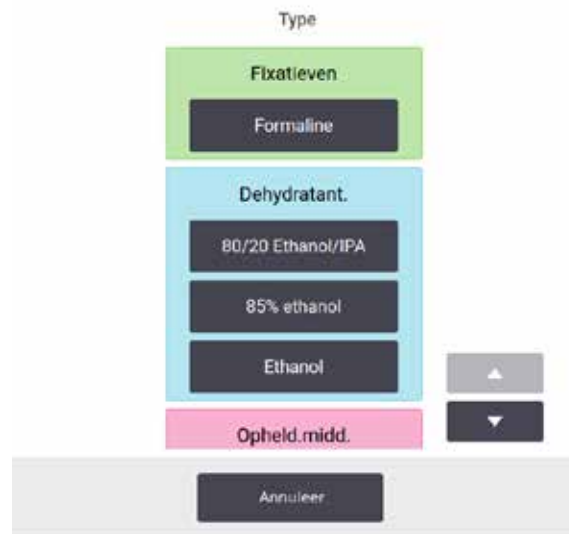 Type
Fixatieven
Formaline
Dehydratant.
80/20 Ethanol/IPA
85% ethanol
Ethanol
Opheld.midd.
Annuleer